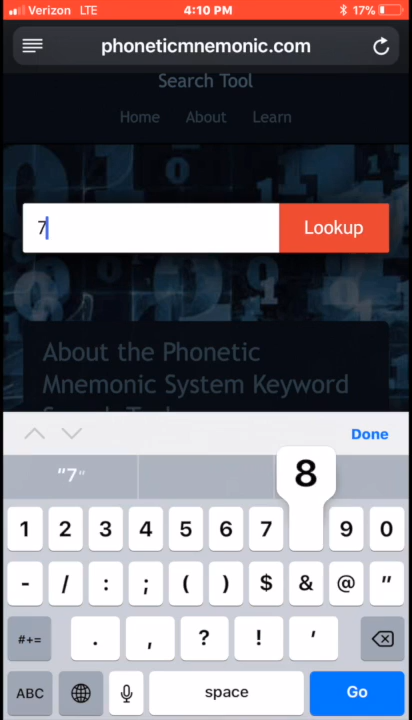 Verizon LTE 4:10 PM 17%
phoneticmnemonic.com
Search Tool
Home About Learn
7 Lookup
About the Phonetic
Mnemonic System Keyword
Done
"7"
8
1 2 3 4 5 6 7 9 0
- / : ; ( ) $ & @ "
#+= . , ? ! '
ABC space Go